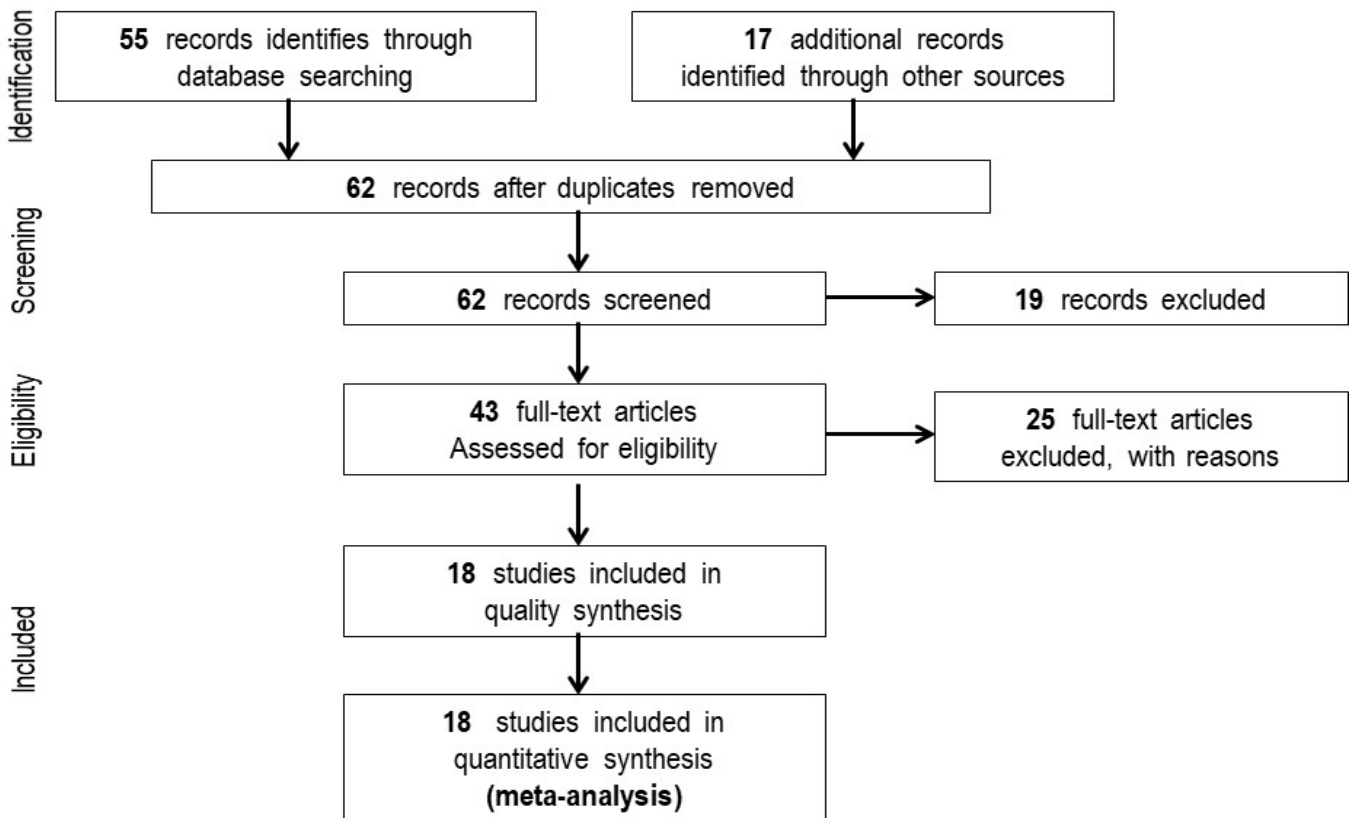 Identification
55 records identifies through
database searching
17 additional records
identified through other sources
62 records after duplicates removed
Screening
62 records screened
19 records excluded
Eligibility
43 full-text articles
Assessed for eligibility
25 full-text articles
excluded, with reasons
Included
18 studies included in
quality synthesis
18 studies included in
quantitative synthesis
(meta-analysis)